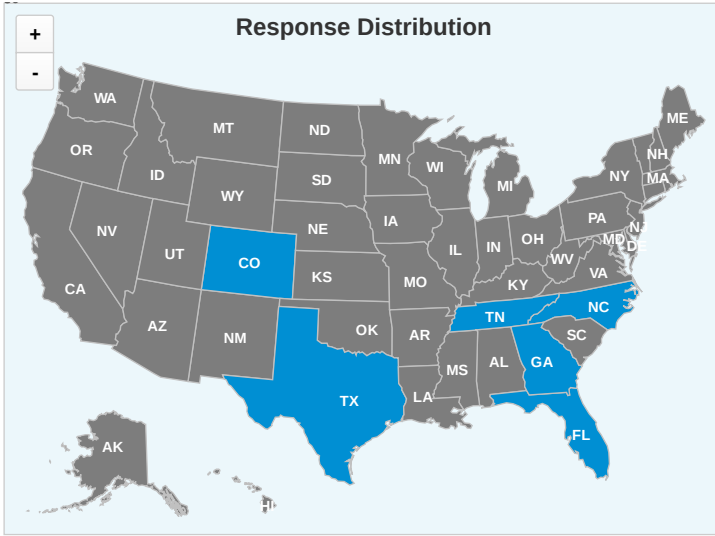 Response Distribution
+
-
WA
MT
ND
ME
OR
ID
MN
WI
NH
SD
WY
MI
NY
MA
NV
NE
IA
PA
NJ
UT
CO
IL
IN
OH
MD
DE
CA
KS
MO
WV
VA
KY
AZ
NM
OK
AR
TN
NC
SC
TX
MS
AL
GA
LA
FL
AK
HI